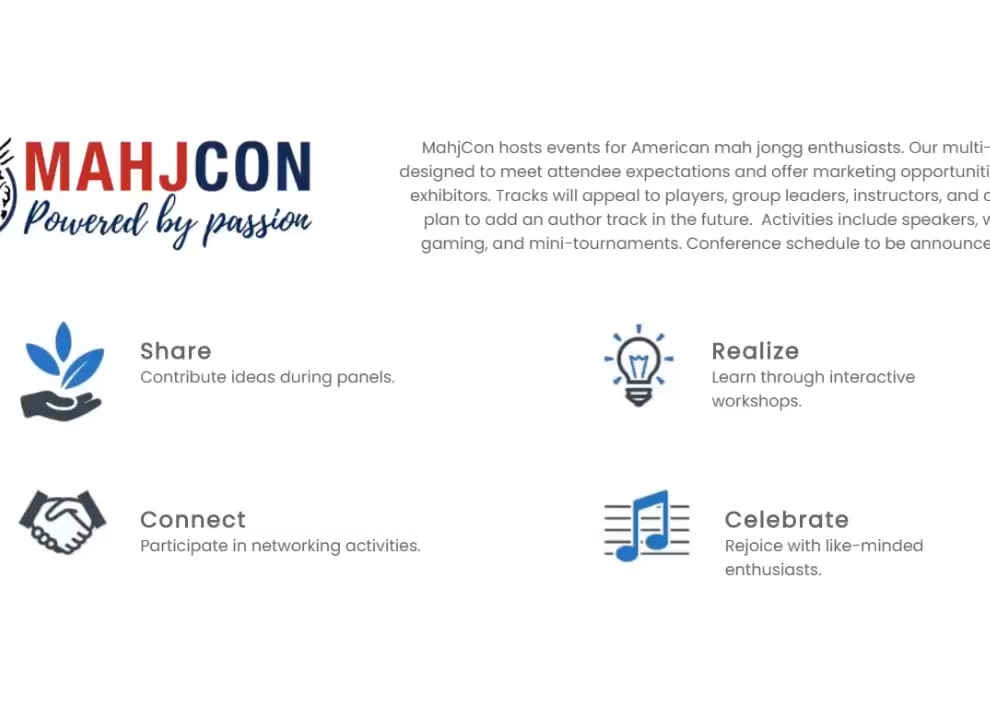 MAHJCON
Powered by passion
MahjCon hosts events for American mah jongg enthusiasts. Our multi-
designed to meet attendee expectations and offer marketing
exhibitors. Tracks will appeal to players, group leaders, instructors, and
plan to add an author track in the future. Activities include speakers,
gaming, and mini-tournaments. Conference schedule to be
Share
Contribute ideas during panels.
Realize
Learn through interactive
workshops.
Connect
Participate in networking activities.
Celebrate
Rejoice with like-minded
enthusiasts.